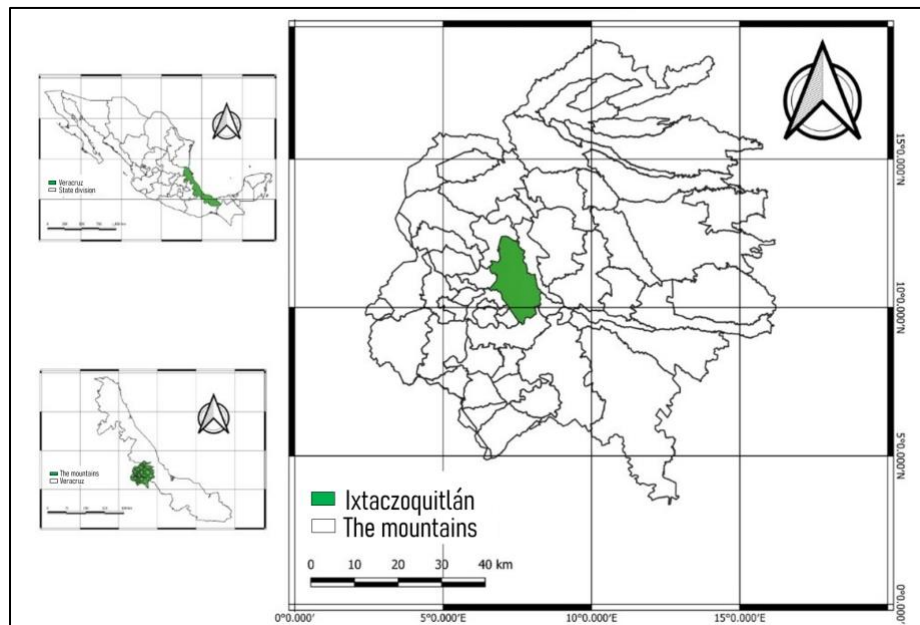 Veracruz
State division
The mountains
Veracruz
Ixtaczoquitlán
The mountains
0 10 20 30 40 km
15°0.000'N
10°0.000'N
5°0.000'N
0°0.000'N
0°0.000' 5°0.000'E 10°0.000'E 15°0.000'E